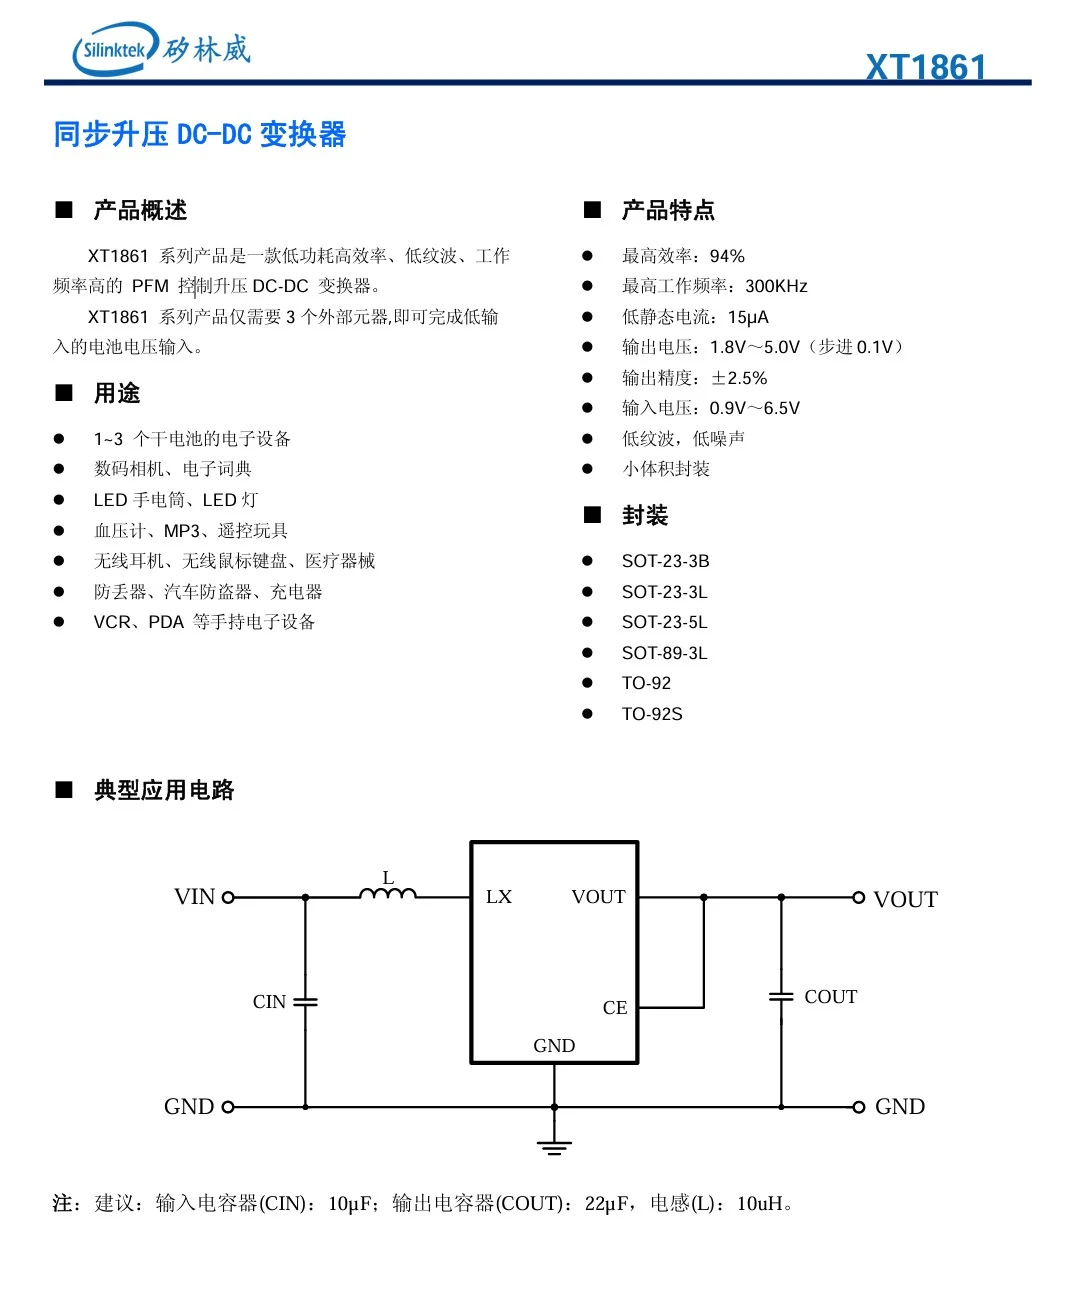 Silinktek 矽林威
XT1861
同步升压 DC-DC 变换器
■ 产品概述
XT1861 系列产品是一款低功耗高效率、低纹波、工作
频率高的 PFM 控制升压 DC-DC 变换器。
XT1861 系列产品仅需要 3 个外部元器,即可完成低输
入的电池电压输入。
■ 用途
● 1~3 个干电池的电子设备
● 数码相机、电子词典
● LED 手电筒、LED 灯
● 血压计、MP3、遥控玩具
● 无线耳机、无线鼠标键盘、医疗器械
● 防丢器、汽车防盗器、充电器
● VCR、PDA 等手持电子设备
■ 产品特点
● 最高效率：94%
● 最高工作频率：300KHz
● 低静态电流：15μA
● 输出电压：1.8V～5.0V（步进 0.1V）
● 输出精度：±2.5%
● 输入电压：0.9V～6.5V
● 低纹波，低噪声
● 小体积封装
■ 封装
● SOT-23-3B
● SOT-23-3L
● SOT-23-5L
● SOT-89-3L
● TO-92
● TO-92S
■ 典型应用电路
L
VIN
LX VOUT
VOUT
CIN
CE
COUT
GND
GND
GND
注：建议：输入电容器(CIN)：10μF；输出电容器(COUT)：22μF，电感(L)：10uH。